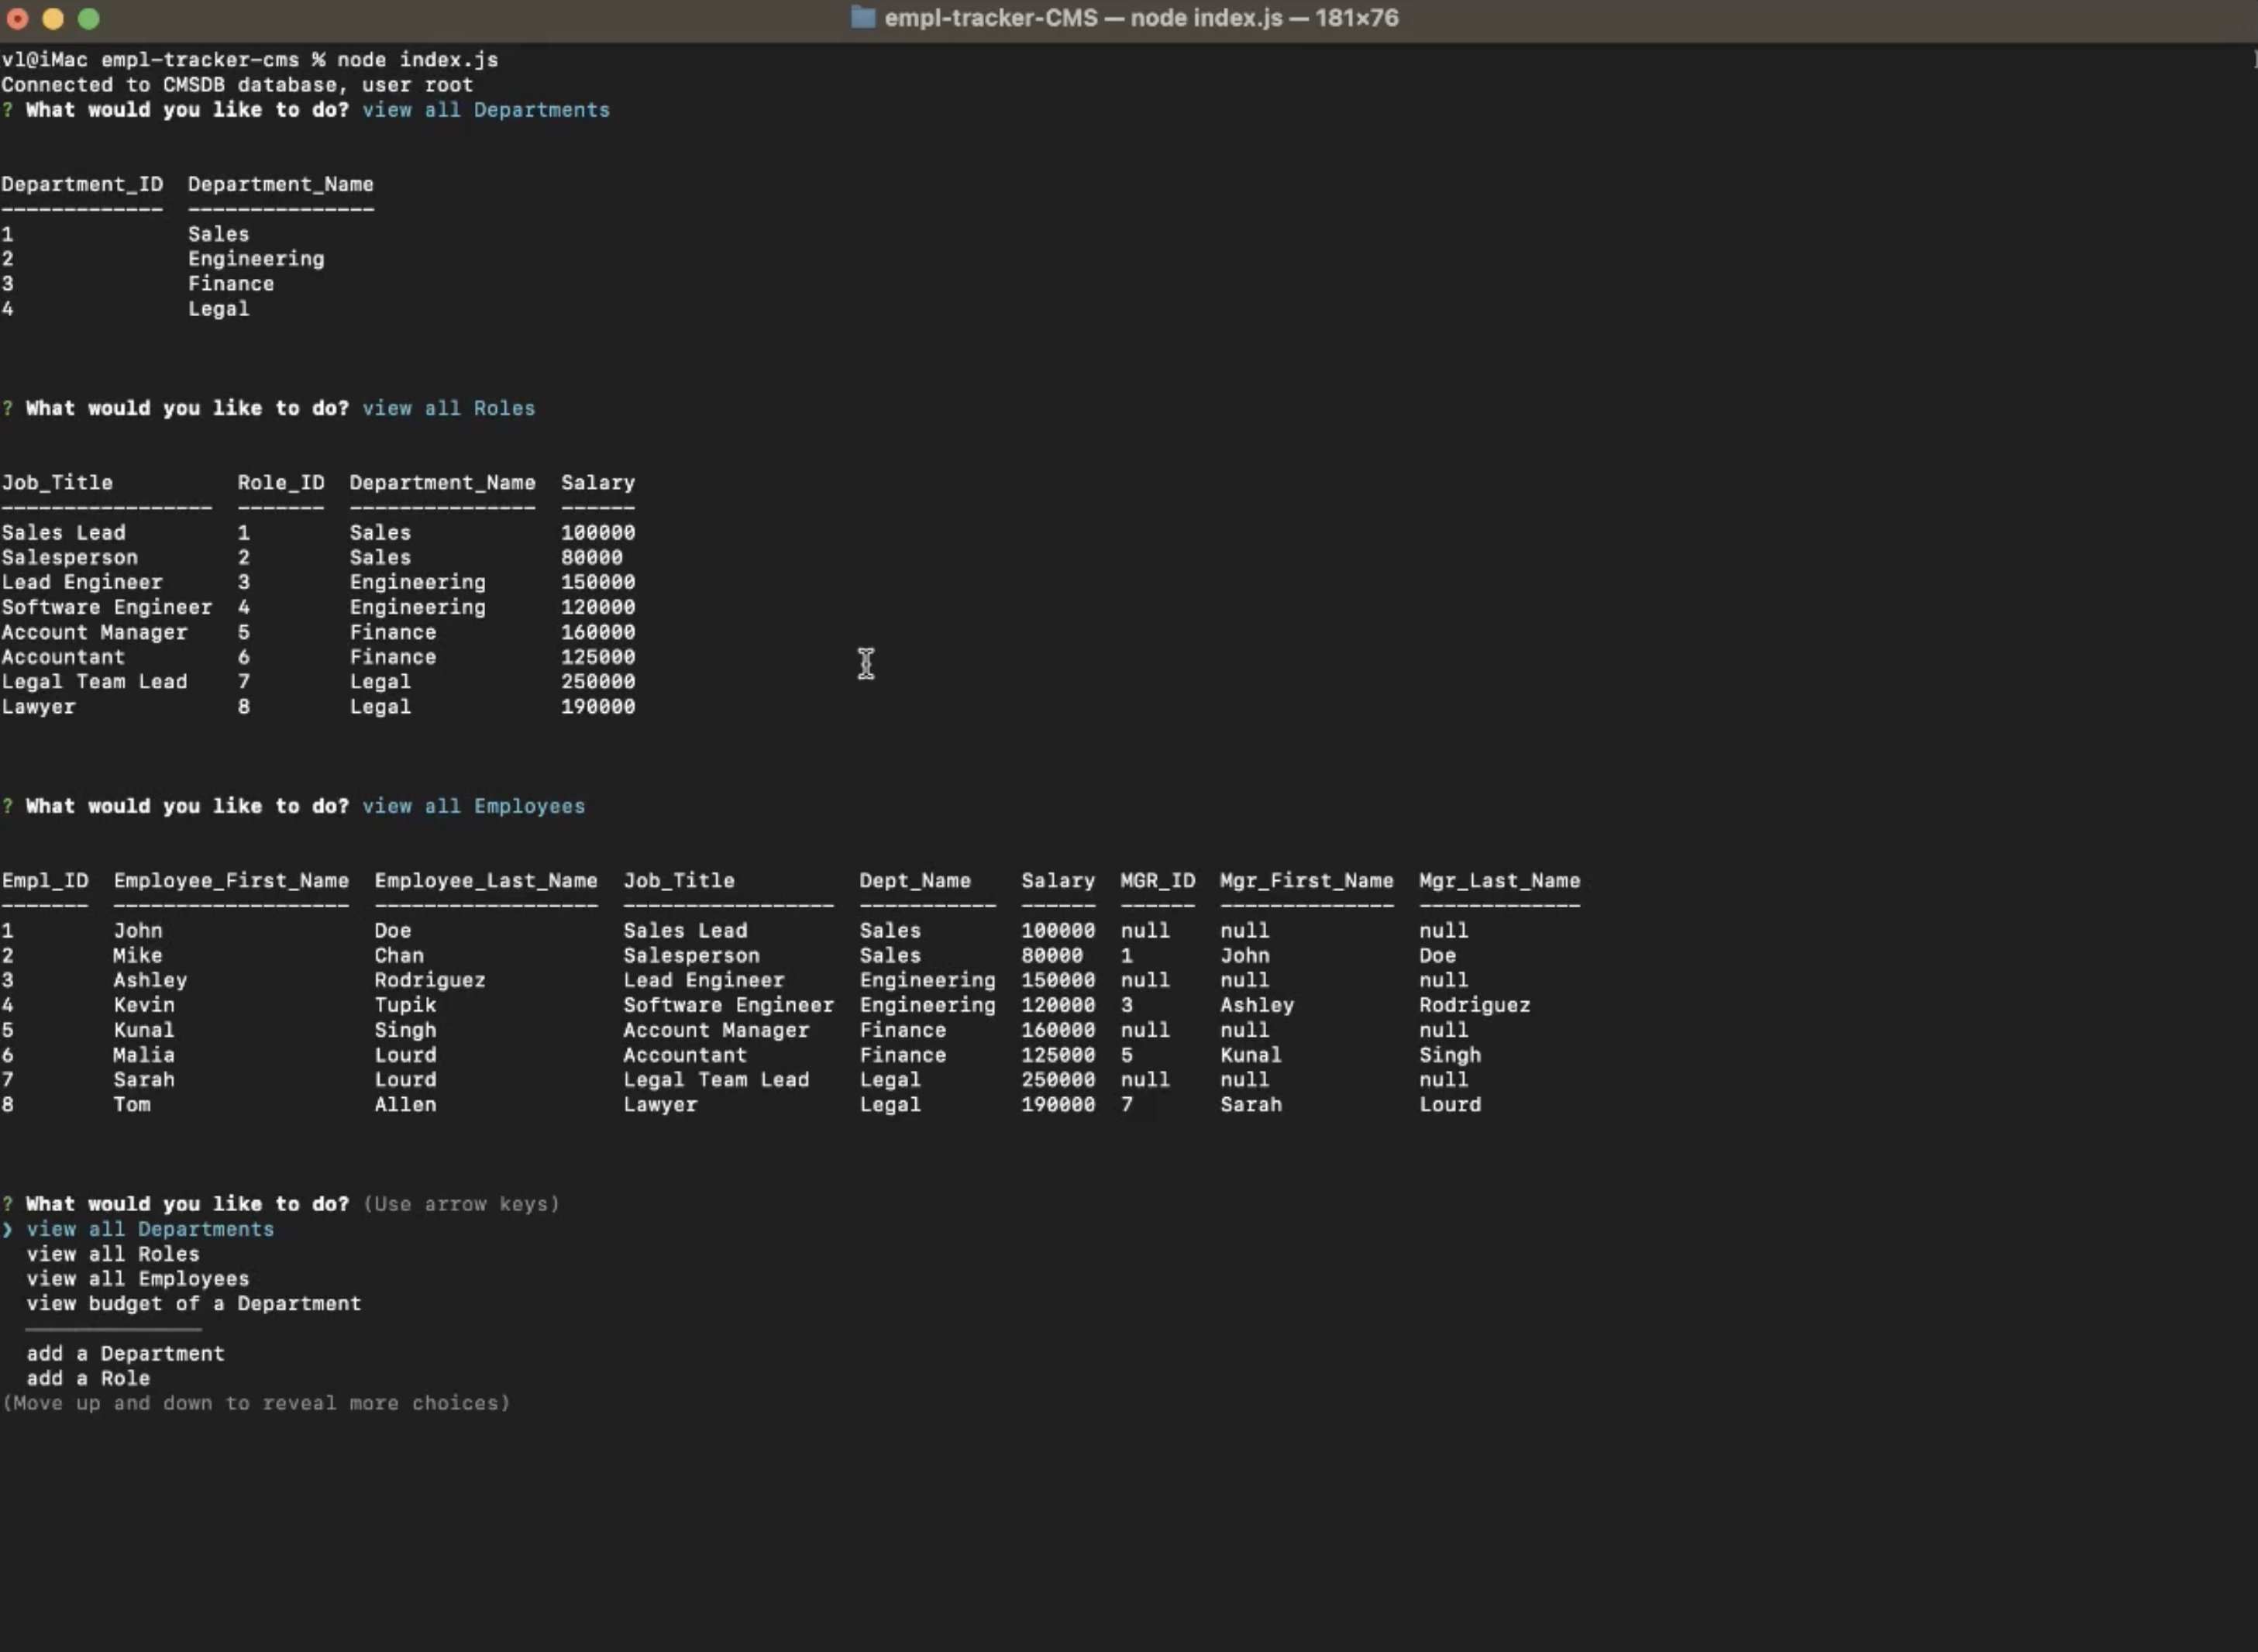 empl-tracker-CMS — node index.js — 181×76
vl@iMac empl-tracker-cms % node index.js
Connected to CMSDB database, user root
? What would you like to do? view all Departments
Department_ID  Department_Name
-------------  ---------------
1              Sales
2              Engineering
3              Finance
4              Legal
? What would you like to do? view all Roles
Job_Title          Role_ID  Department_Name  Salary
-----------------  -------  ---------------  ------
Sales Lead         1        Sales            100000
Salesperson        2        Sales            80000
Lead Engineer      3        Engineering      150000
Software Engineer  4        Engineering      120000
Account Manager    5        Finance          160000
Accountant         6        Finance          125000
Legal Team Lead    7        Legal            250000
Lawyer             8        Legal            190000
? What would you like to do? view all Employees
Empl_ID  Employee_First_Name  Employee_Last_Name  Job_Title          Dept_Name    Salary  MGR_ID  Mgr_First_Name  Mgr_Last_Name
-------  -------------------  ------------------  -----------------  -----------  ------  ------  --------------  -------------
1        John                 Doe                 Sales Lead         Sales        100000  null    null            null
2        Mike                 Chan                Salesperson        Sales        80000   1       John            Doe
3        Ashley               Rodriguez           Lead Engineer      Engineering  150000  null    null            null
4        Kevin                Tupik               Software Engineer  Engineering  120000  3       Ashley          Rodriguez
5        Kunal                Singh               Account Manager    Finance      160000  null    null            null
6        Malia                Lourd               Accountant         Finance      125000  5       Kunal           Singh
7        Sarah                Lourd               Legal Team Lead    Legal        250000  null    null            null
8        Tom                  Allen               Lawyer             Legal        190000  7       Sarah           Lourd
? What would you like to do? (Use arrow keys)
❯ view all Departments
  view all Roles
  view all Employees
  view budget of a Department
  ──────────────
  add a Department
  add a Role
(Move up and down to reveal more choices)